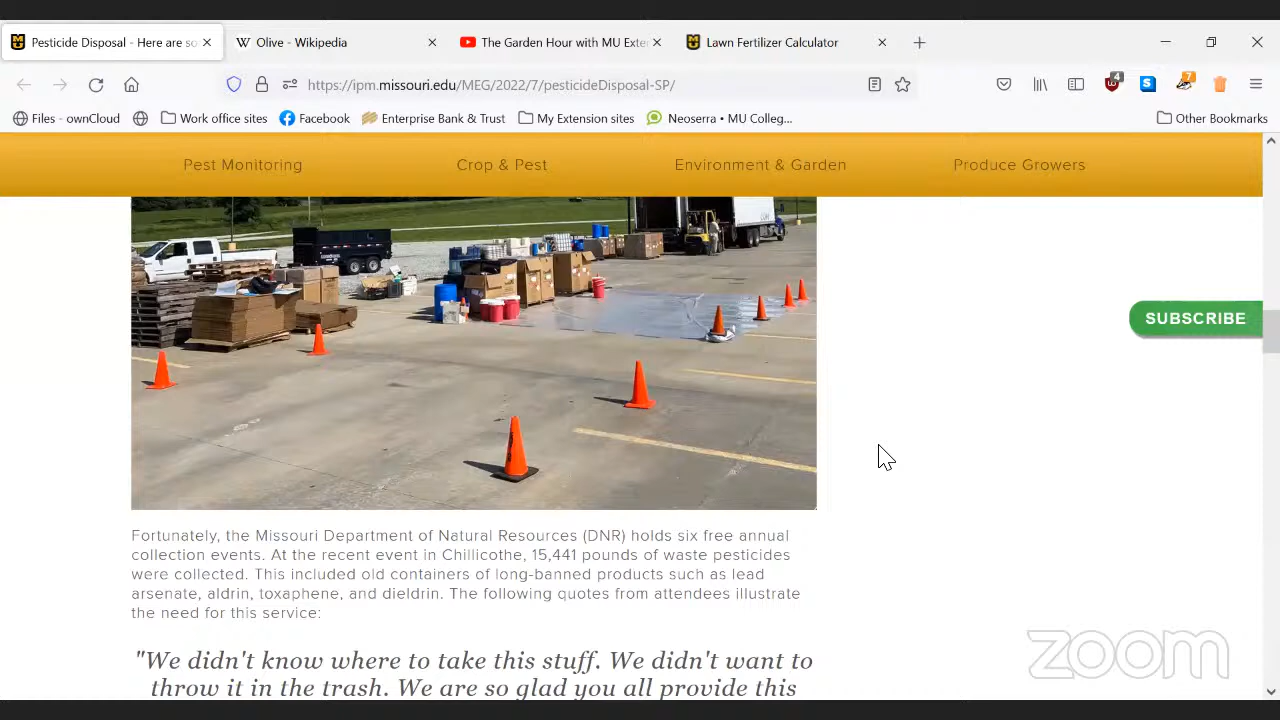 Pesticide Disposal - Here are so
Olive - Wikipedia
The Garden Hour with MU Exte
Lawn Fertilizer Calculator
https://ipm.missouri.edu/MEG/2022/7/pesticideDisposal-SP/
4
S
7
Files - ownCloud
Work office sites
Facebook
Enterprise Bank & Trust
My Extension sites
Neoserra • MU Colleg...
Other Bookmarks
Pest Monitoring
Crop & Pest
Environment & Garden
Produce Growers
SUBSCRIBE
Fortunately, the Missouri Department of Natural Resources (DNR) holds six free annual
collection events. At the recent event in Chillicothe, 15,441 pounds of waste pesticides
were collected. This included old containers of long-banned products such as lead
arsenate, aldrin, toxaphene, and dieldrin. The following quotes from attendees illustrate
the need for this service:
"We didn't know where to take this stuff. We didn't want to
throw it in the trash. We are so glad you all provide this
zoom